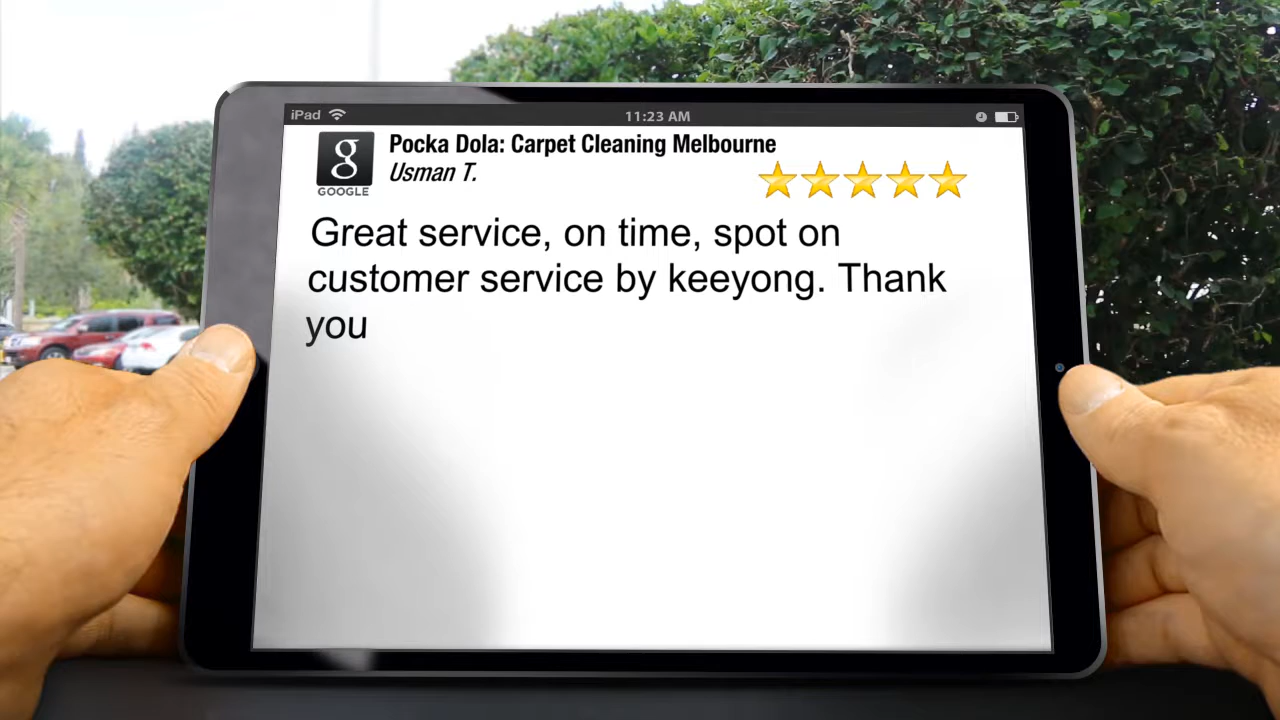 iPad 11:23 AM
g
GOOGLE
Pocka Dola: Carpet Cleaning Melbourne
Usman T.
Great service, on time, spot on
customer service by keeyong. Thank
you